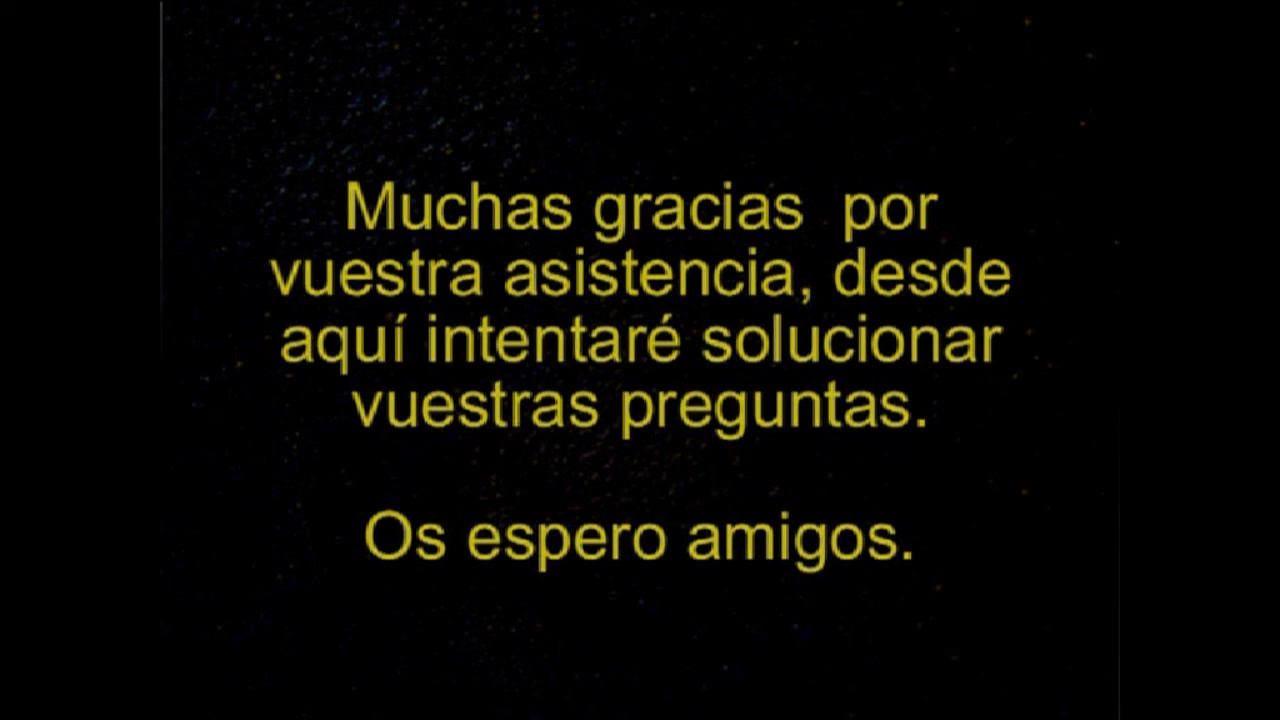 Muchas gracias  por
vuestra asistencia, desde
aquí intentaré solucionar
vuestras preguntas.
Os espero amigos.